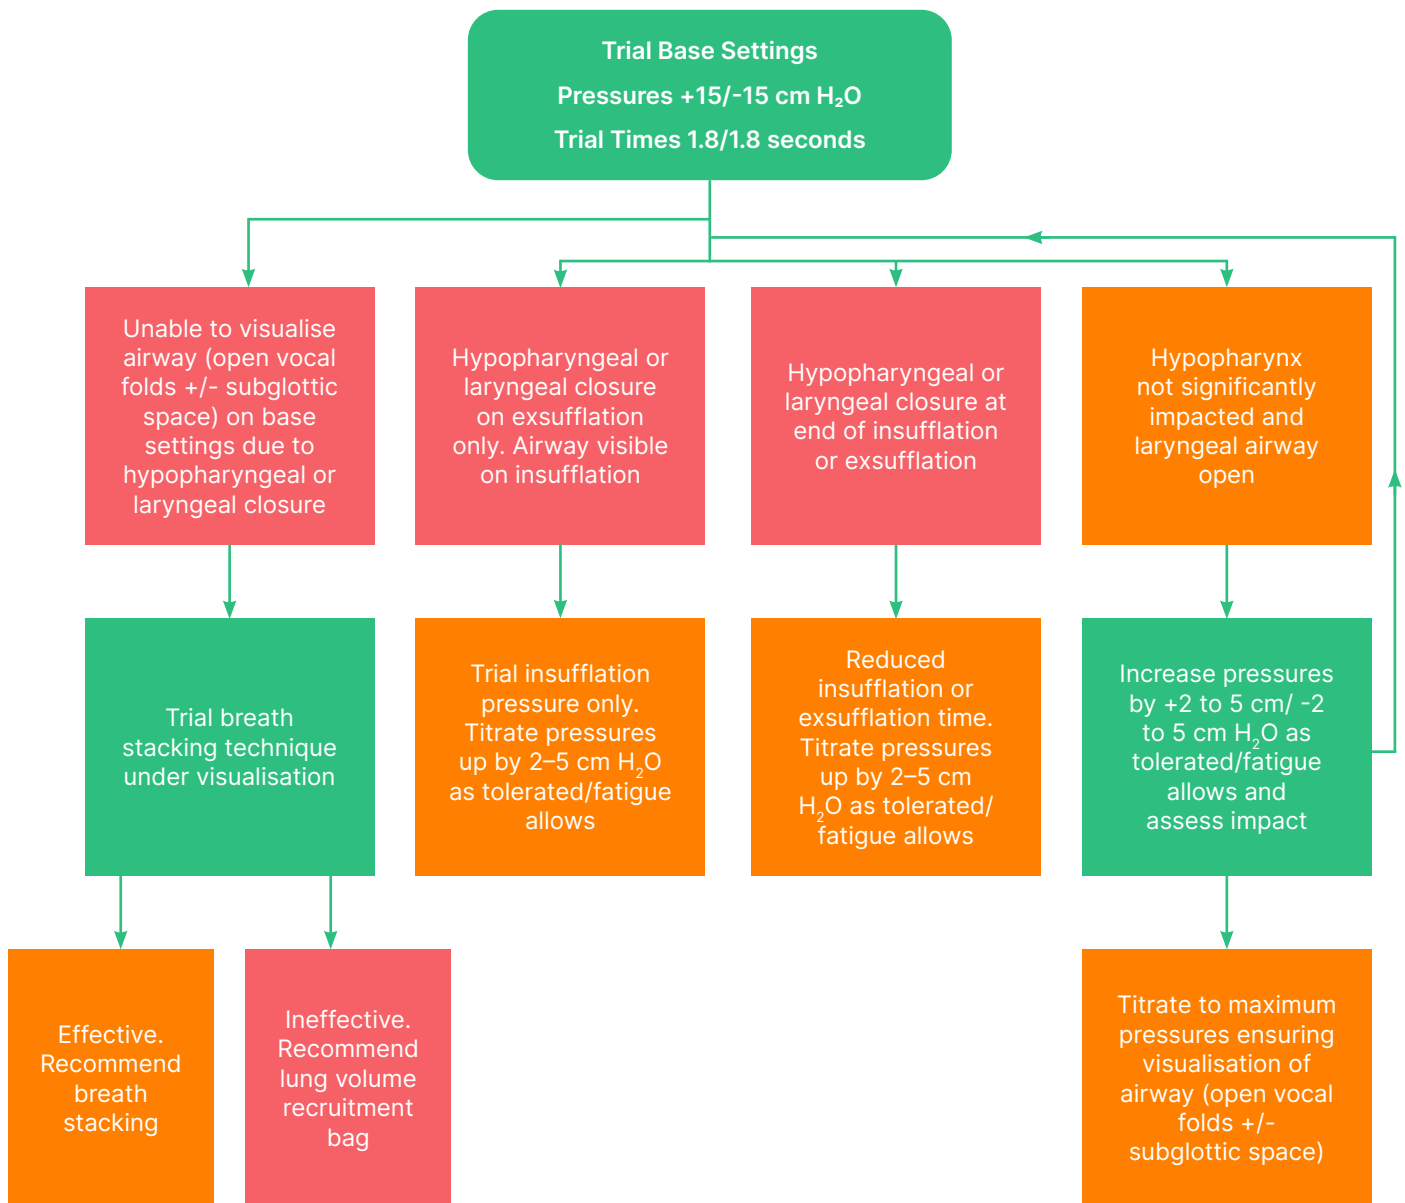 Trial Base Settings
Pressures +15/-15 cm H₂O
Trial Times 1.8/1.8 seconds
Unable to visualise
airway (open vocal
folds +/- subglottic
space) on base
settings due to
hypopharyngeal or
laryngeal closure
Hypopharyngeal or
laryngeal closure
on exsufflation
only. Airway visible
on insufflation
Hypopharyngeal or
laryngeal closure at
end of insufflation
or exsufflation
Hypopharynx
not significantly
impacted and
laryngeal airway
open
Trial breath
stacking technique
under visualisation
Trial insufflation
pressure only.
Titrate pressures
up by 2–5 cm H₂O
as tolerated/fatigue
allows
Reduced
insufflation or
exsufflation time.
Titrate pressures
up by 2–5 cm
H₂O as tolerated/
fatigue allows
Increase pressures
by +2 to 5 cm/ -2
to 5 cm H₂O as
tolerated/fatigue
allows and
assess impact
Effective.
Recommend
breath
stacking
Ineffective.
Recommend
lung volume
recruitment
bag
Titrate to maximum
pressures ensuring
visualisation of
airway (open vocal
folds +/-
subglottic space)